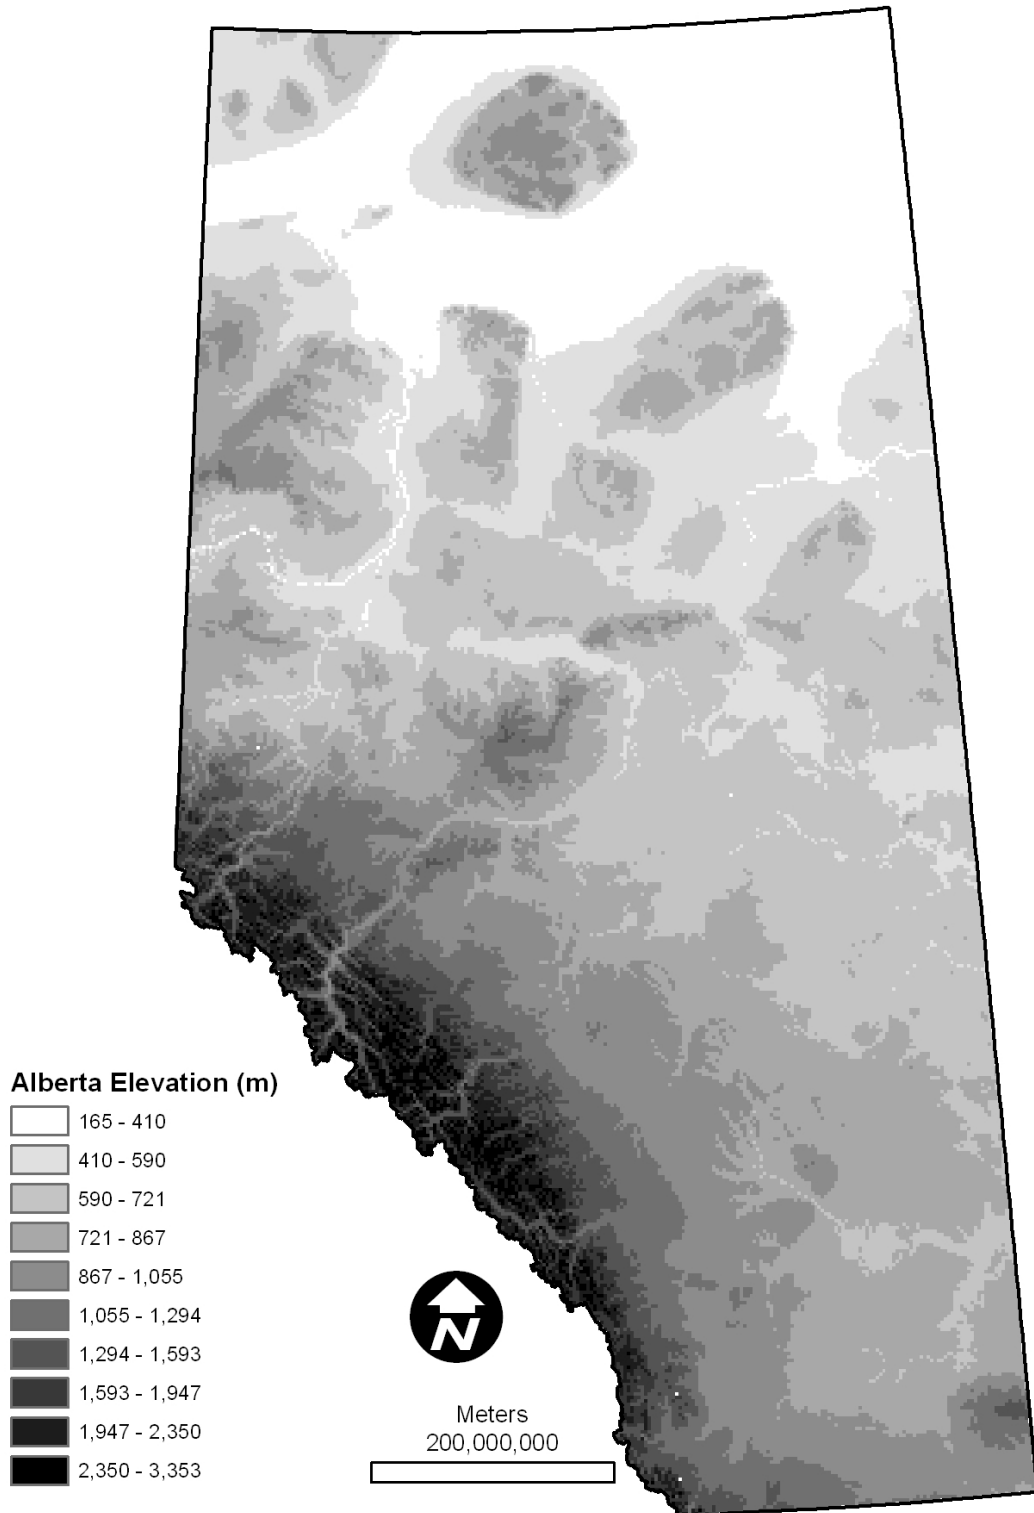 Alberta Elevation (m)
165 - 410
410 - 590
590 - 721
721 - 867
867 - 1,055
1,055 - 1,294
1,294 - 1,593
1,593 - 1,947
1,947 - 2,350
2,350 - 3,353
N
Meters
200,000,000